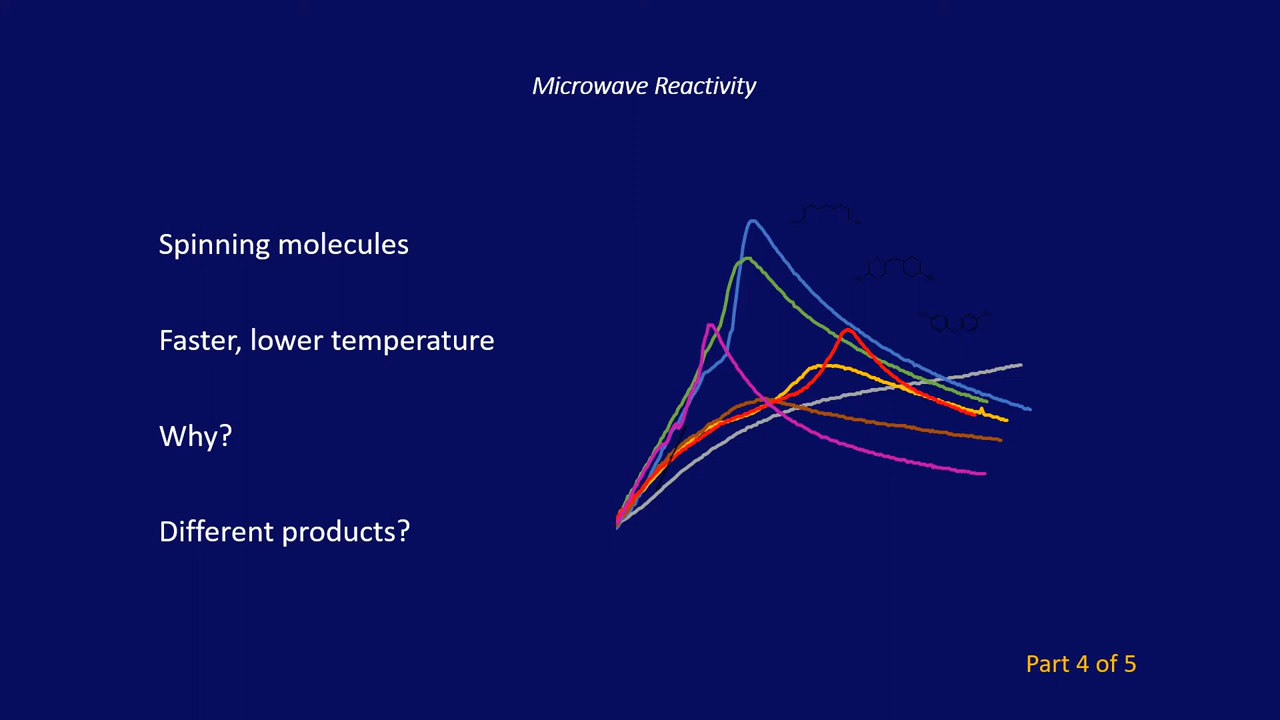 Microwave Reactivity
Spinning molecules
Faster, lower temperature
Why?
Different products?
Part 4 of 5